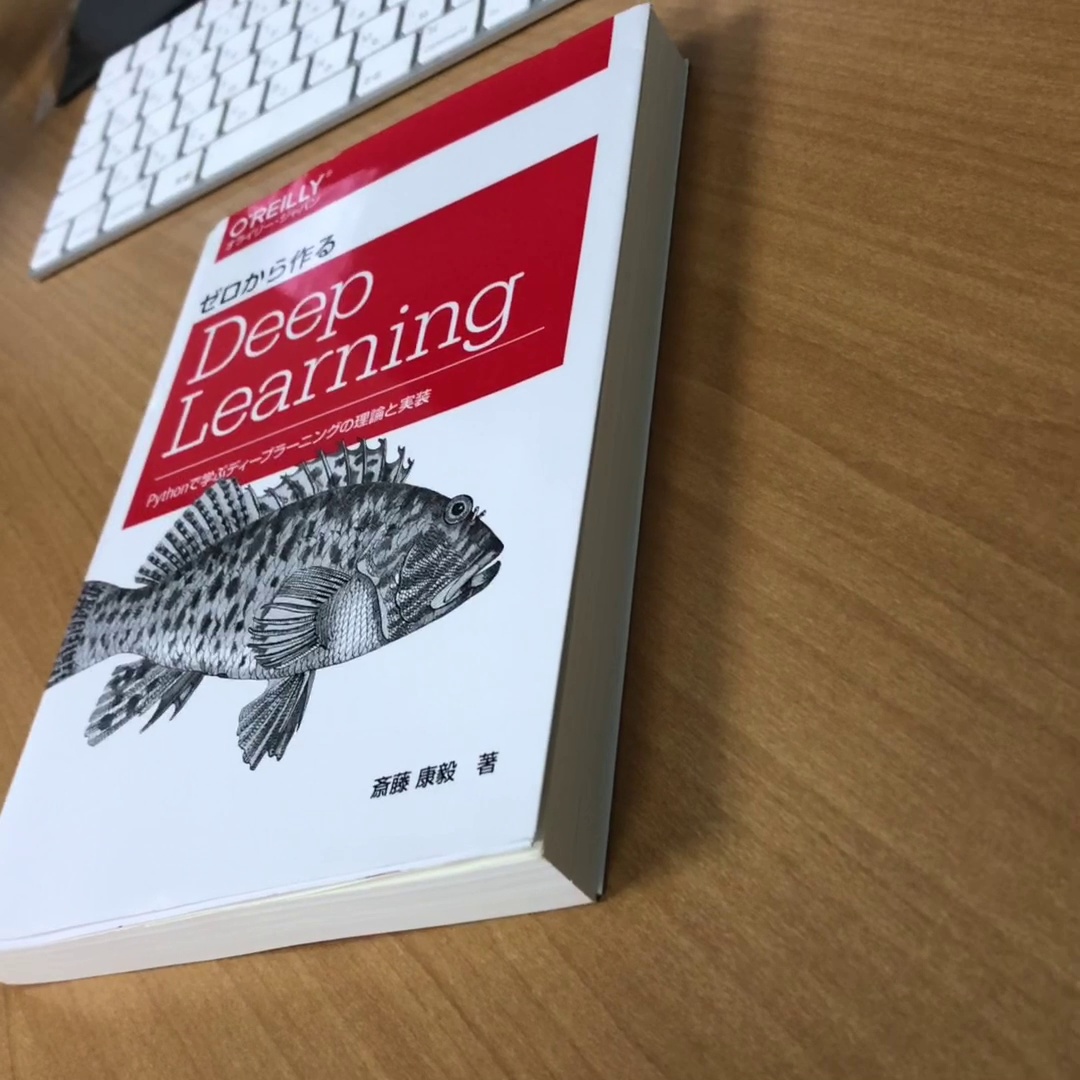 O'REILLY®
オライリー・ジャパン
ゼロから作る
Deep
Learning
Pythonで学ぶディープラーニングの理論と実装
斎藤 康毅 著